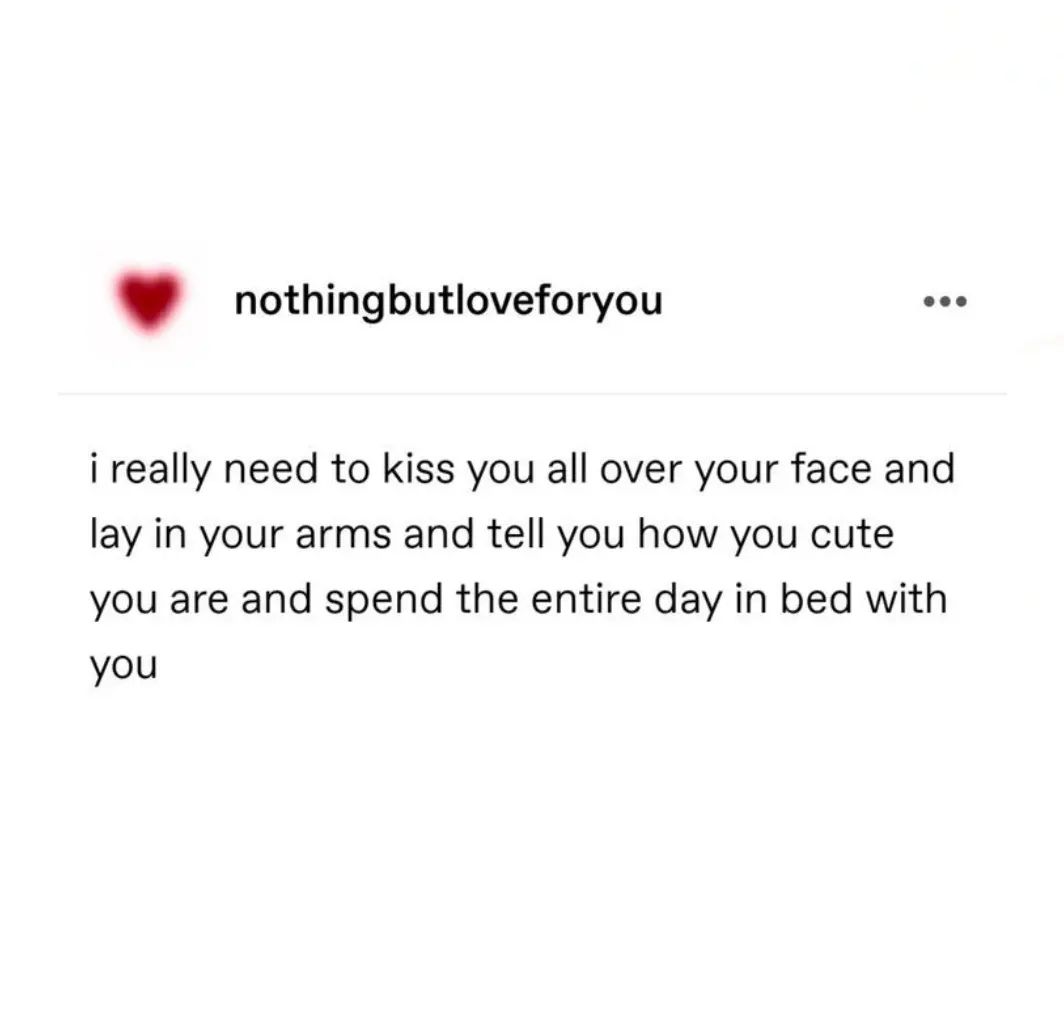 nothingbutloveforyou
i really need to kiss you all over your face and
lay in your arms and tell you how you cute
you are and spend the entire day in bed with
you